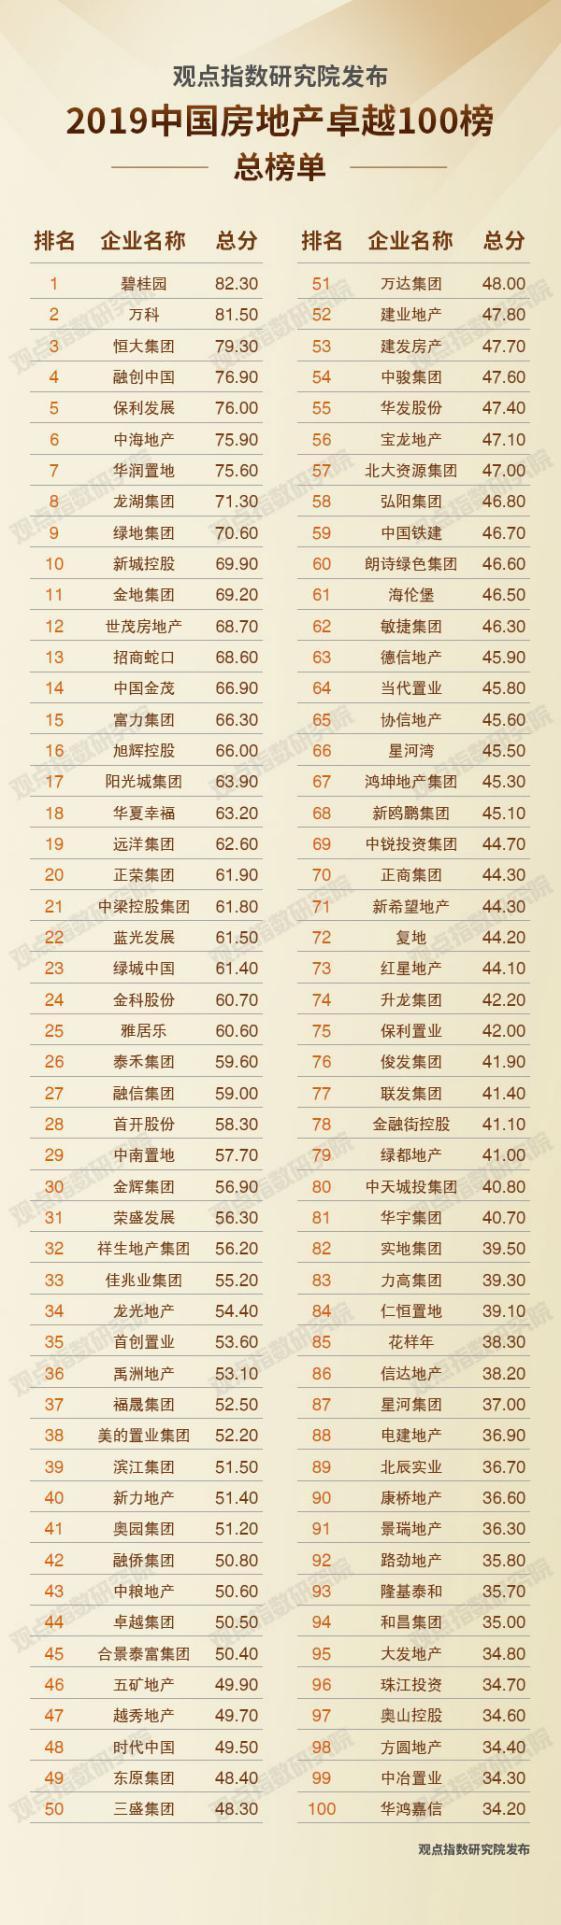 观点指数研究院发布
2019中国房地产卓越100榜
总榜单
排名 企业名称 总分
1 碧桂园 82.30
2 万科 81.50
3 恒大集团 79.30
4 融创中国 76.90
5 保利发展 76.00
6 中海地产 75.90
7 华润置地 75.60
8 龙湖集团 71.30
9 绿地集团 70.60
10 新城控股 69.90
11 金地集团 69.20
12 世茂房地产 68.70
13 招商蛇口 68.60
14 中国金茂 66.90
15 富力集团 66.30
16 旭辉控股 66.00
17 阳光城集团 63.90
18 华夏幸福 63.20
19 远洋集团 62.60
20 正荣集团 61.90
21 中梁控股集团 61.80
22 蓝光发展 61.50
23 绿城中国 61.40
24 金科股份 60.70
25 雅居乐 60.60
26 泰禾集团 59.60
27 融信集团 59.00
28 首开股份 58.30
29 中南置地 57.70
30 金辉集团 56.90
31 荣盛发展 56.30
32 祥生地产集团 56.20
33 佳兆业集团 55.20
34 龙光地产 54.40
35 首创置业 53.60
36 禹洲地产 53.10
37 福晟集团 52.50
38 美的置业集团 52.20
39 滨江集团 51.50
40 新力地产 51.40
41 奥园集团 51.20
42 融侨集团 50.80
43 中粮地产 50.60
44 卓越集团 50.50
45 合景泰富集团 50.40
46 五矿地产 49.90
47 越秀地产 49.70
48 时代中国 49.50
49 东原集团 48.40
50 三盛集团 48.30
排名 企业名称 总分
51 万达集团 48.00
52 建业地产 47.80
53 建发房产 47.70
54 中骏集团 47.60
55 华发股份 47.40
56 宝龙地产 47.10
57 北大资源集团 47.00
58 弘阳集团 46.80
59 中国铁建 46.70
60 朗诗绿色集团 46.60
61 海伦堡 46.50
62 敏捷集团 46.30
63 德信地产 45.90
64 当代置业 45.80
65 协信地产 45.60
66 星河湾 45.50
67 鸿坤地产集团 45.30
68 新鸥鹏集团 45.10
69 中锐投资集团 44.70
70 正商集团 44.30
71 新希望地产 44.30
72 复地 44.20
73 红星地产 44.10
74 升龙集团 42.20
75 保利置业 42.00
76 俊发集团 41.90
77 联发集团 41.40
78 金融街控股 41.10
79 绿都地产 41.00
80 中天城投集团 40.80
81 华宇集团 40.70
82 实地集团 39.50
83 力高集团 39.30
84 仁恒置地 39.10
85 花样年 38.30
86 信达地产 38.20
87 星河集团 37.00
88 电建地产 36.90
89 北辰实业 36.70
90 康桥地产 36.60
91 景瑞地产 36.30
92 路劲地产 35.80
93 隆基泰和 35.70
94 和昌集团 35.00
95 大发地产 34.80
96 珠江投资 34.70
97 奥山控股 34.60
98 方圆地产 34.40
99 中冶置业 34.30
100 华鸿嘉信 34.20
观点指数研究院发布